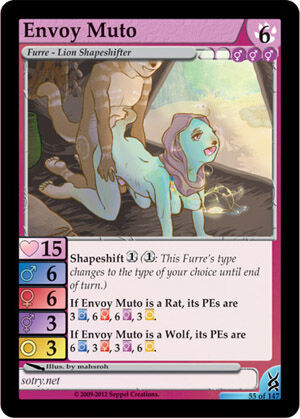 Envoy Muto
6
Furre - Lion Shapeshifter
15
6
6
3
3
Shapeshift 1 (1: This Furre's type
changes to the type of your choice until end
of turn.)
If Envoy Muto is a Rat, its PEs are
3, 6, 6, 3.
If Envoy Muto is a Wolf, its PEs are
6, 3, 3, 6.
Illus. by mahsroh
sotry.net
©2009-2012 Seppel Creations.
55 of 147